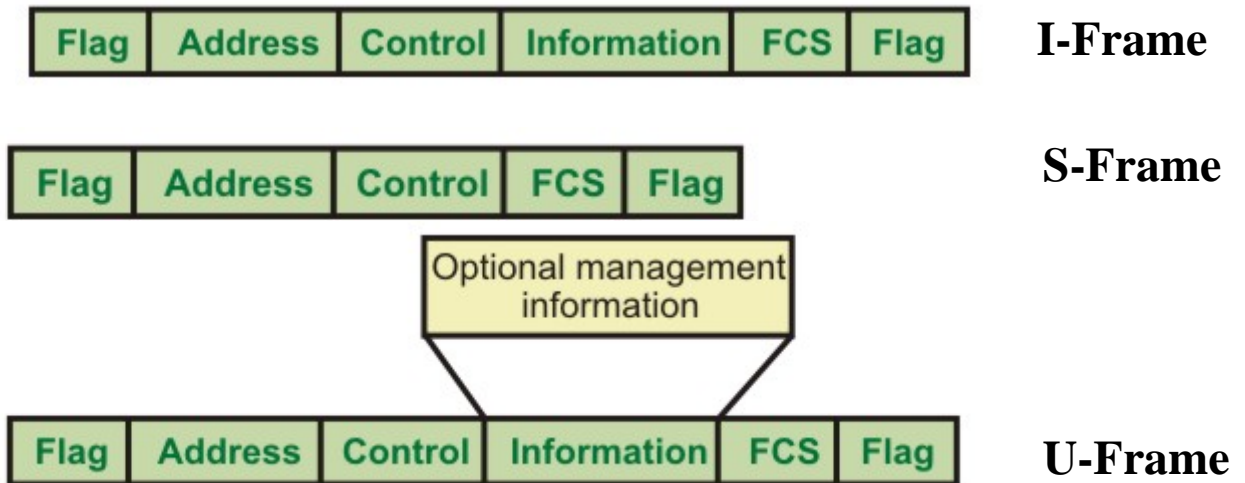 Flag Address Control Information FCS Flag I-Frame
Flag Address Control FCS Flag S-Frame
Optional management
information
Flag Address Control Information FCS Flag U-Frame